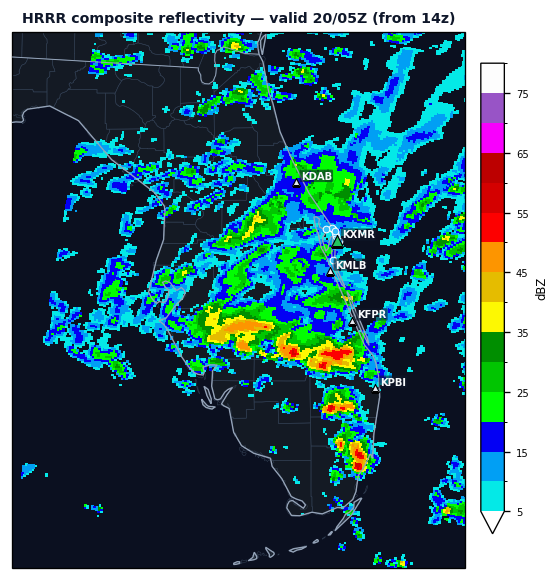 HRRR composite reflectivity — valid 20/05Z (from 14z)
KDAB
KXMR
KMLB
KFPR
KPBI
75
65
55
45
35
25
15
5
dBZ